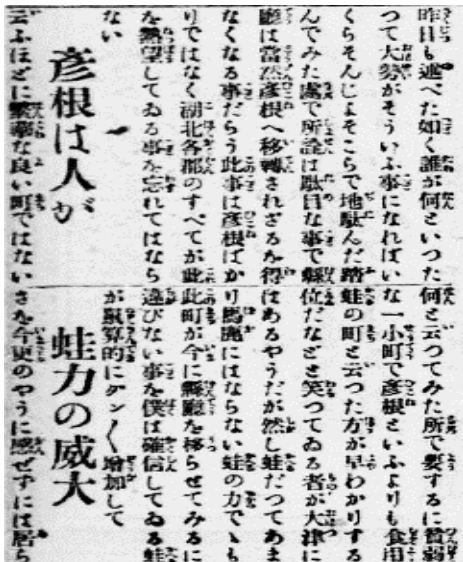 昨日も述べた如く誰が何といつた
つて大勢がそういふ事になればい
くらそんじよそこらで地駄んだ踏
んでみた處で所詮は駄目な事で縣
廳は當然彦根へ移轉されざるを得
なくなる事だらう此事は彦根ばか
りではなく湖北各郡のすべてが此
を熱望してゐる事を忘れてはなら
ない
彦根は人が
云ふほどに繁華な良い町ではない
何と云つてみた所で要するに貧弱
な一小町で彦根といふよりも食用
蛙の町と云つた方が早わかりする
位だなどと笑つてゐる者が大津に
はあるやうだが然し蛙だつてあま
り馬鹿にはならない蛙の力でゝも
此町が今に縣廳を移らせてみるに
違ひない事を僕は確信してゐる蛙
が鼠算的にグン〱増加して
蛙力の威大
さを今更のやうに感ぜずには居ら